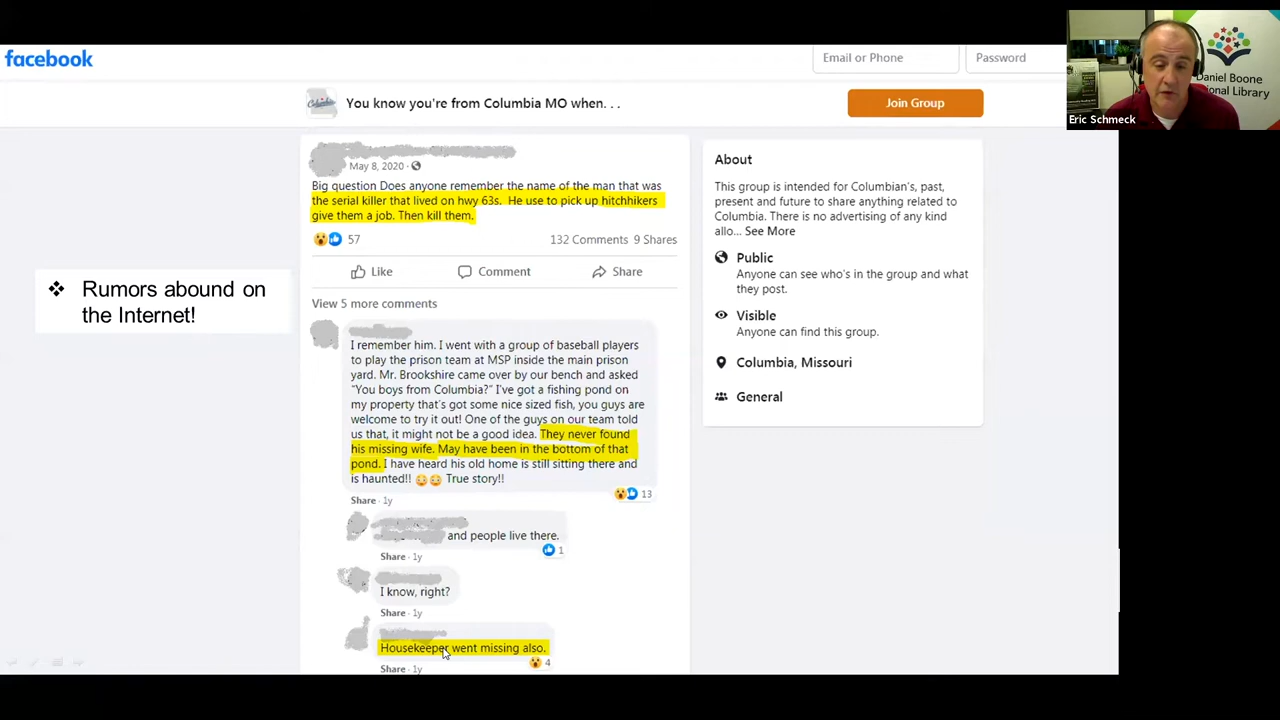 facebook
Email or Phone
Password
You know you're from Columbia MO when. . .
Join Group
Daniel Boone
Library
Eric Schmeck
May 8, 2020
Big question Does anyone remember the name of the man that was
the serial killer that lived on hwy 63s. He use to pick up hitchhikers
give them a job. Then kill them.
57
132 Comments 9 Shares
Like
Comment
Share
View 5 more comments
❖ Rumors abound on
the Internet!
I remember him. I went with a group of baseball players
to play the prison team at MSP inside the main prison
yard. Mr. Brookshire came over by our bench and asked
"You boys from Columbia?" I've got a fishing pond on
my property that's got some nice sized fish, you guys are
welcome to try it out! One of the guys on our team told
us that, it might not be a good idea. They never found
his missing wife. May have been in the bottom of that
pond. I have heard his old home is still sitting there and
is haunted!! 😳😳 True story!!
13
Share · 1y
and people live there.
1
Share · 1y
I know, right?
Share · 1y
Housekeeper went missing also.
4
Share · 1y
About
This group is intended for Columbian's, past,
present and future to share anything related to
Columbia. There is no advertising of any kind
allo... See More
Public
Anyone can see who's in the group and what
they post.
Visible
Anyone can find this group.
Columbia, Missouri
General